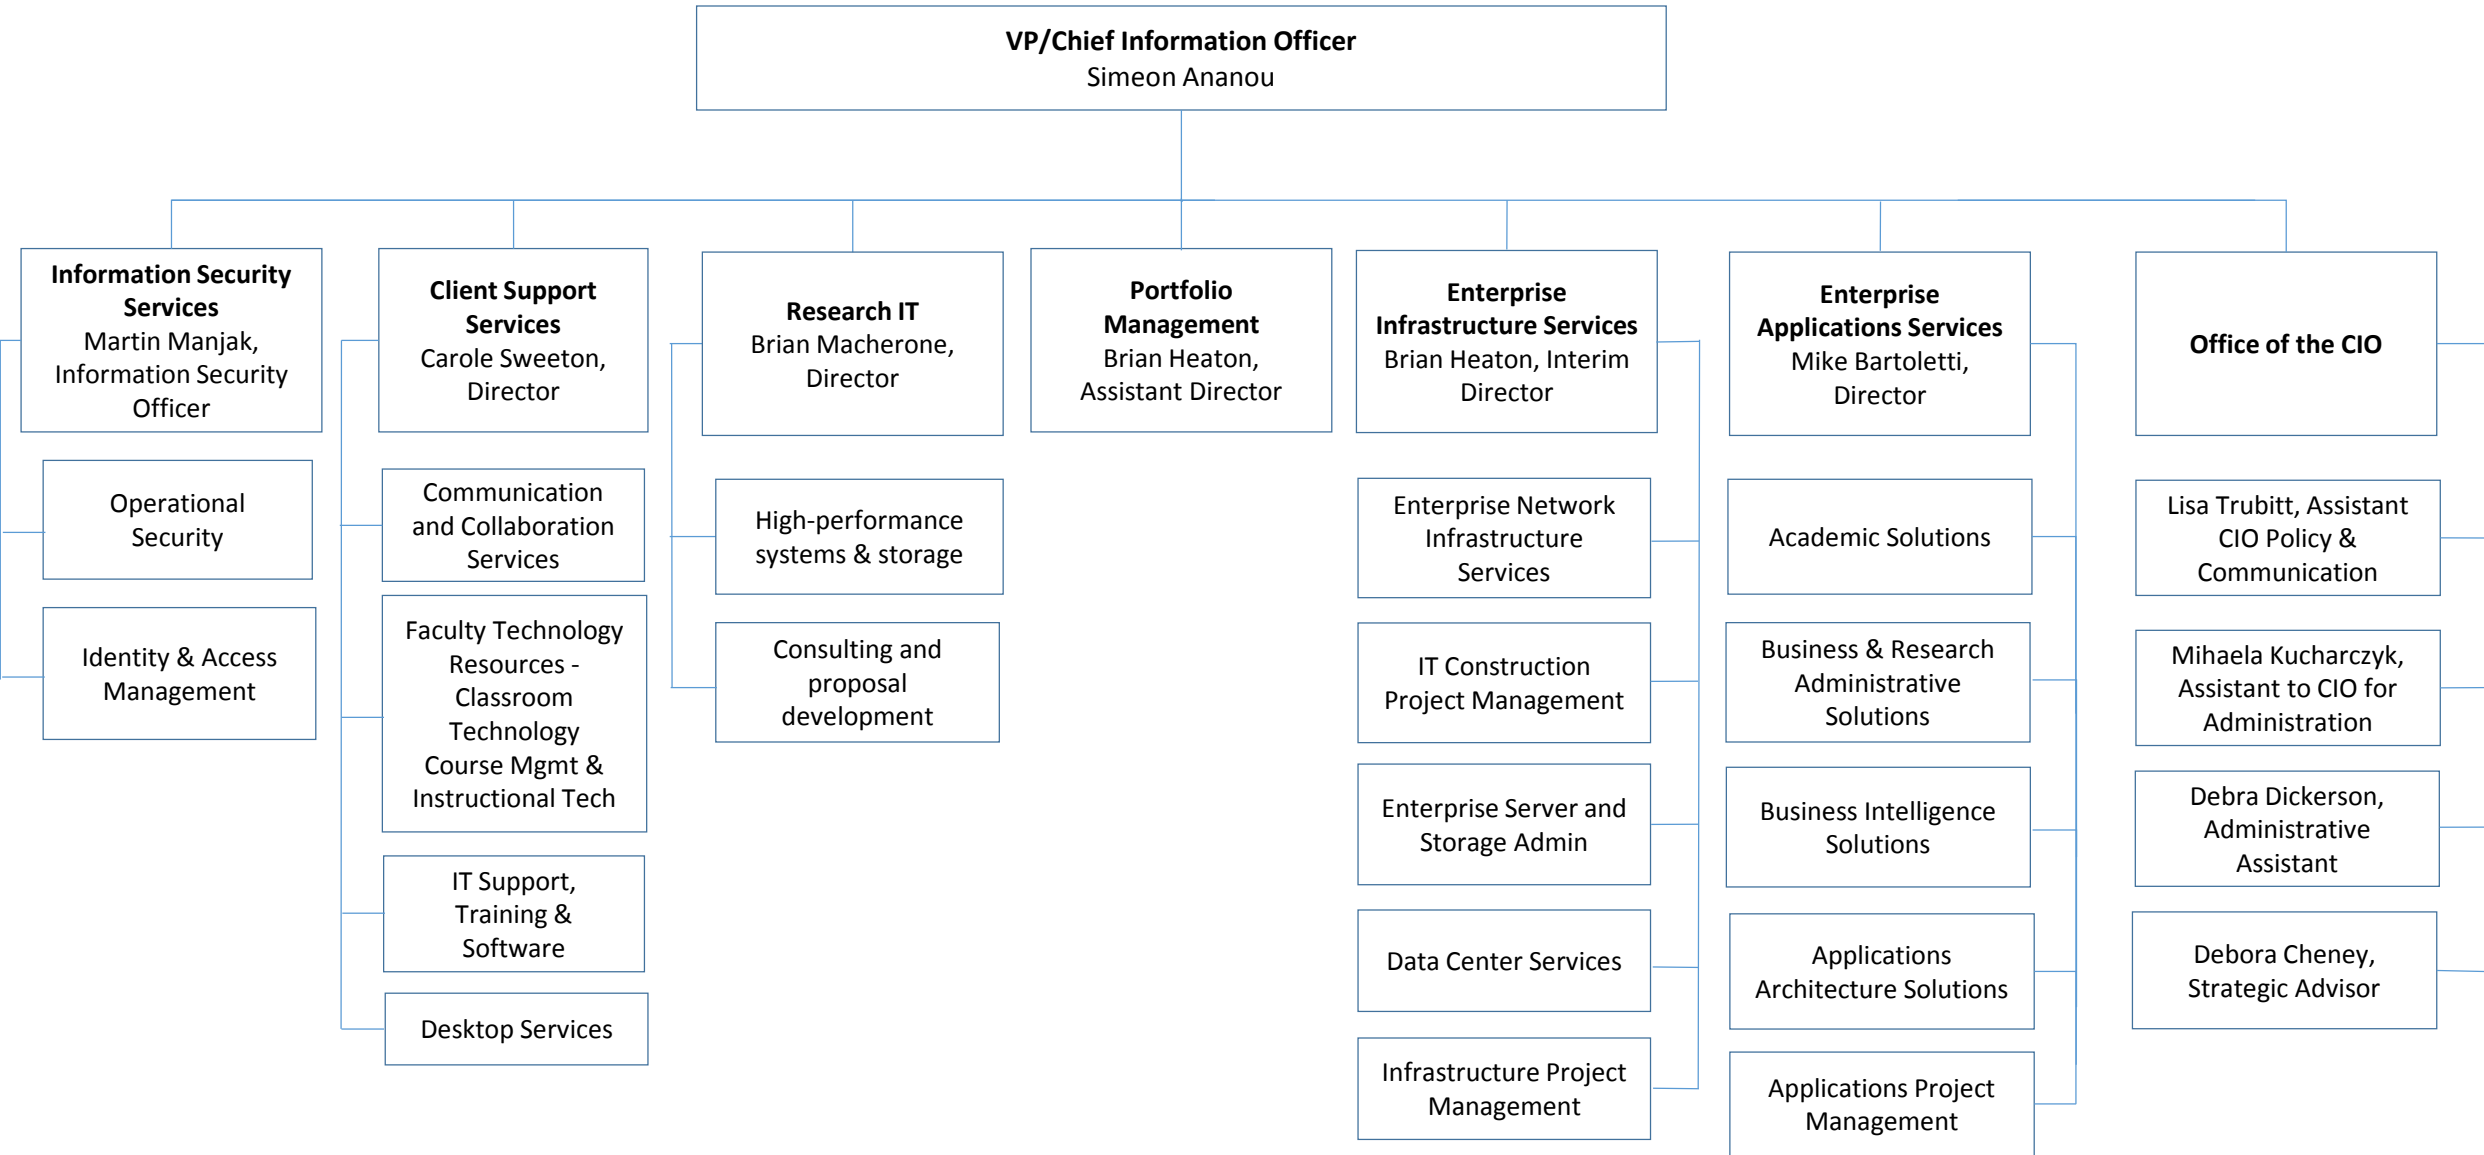 VP/Chief Information Officer
Simeon Ananou
Information Security
Services
Martin Manjak,
Information Security
Officer
Operational
Security
Identity & Access
Management
Client Support
Services
Carole Sweeton,
Director
Communication
and Collaboration
Services
Faculty Technology
Resources -
Classroom
Technology
Course Mgmt &
Instructional Tech
IT Support,
Training &
Software
Desktop Services
Research IT
Brian Macherone,
Director
High-performance
systems & storage
Consulting and
proposal
development
Portfolio
Management
Brian Heaton,
Assistant Director
Enterprise
Infrastructure Services
Brian Heaton, Interim
Director
Enterprise Network
Infrastructure
Services
IT Construction
Project Management
Enterprise Server and
Storage Admin
Data Center Services
Infrastructure Project
Management
Enterprise
Applications Services
Mike Bartoletti,
Director
Academic Solutions
Business & Research
Administrative
Solutions
Business Intelligence
Solutions
Applications
Architecture Solutions
Applications Project
Management
Office of the CIO
Lisa Trubitt, Assistant
CIO Policy &
Communication
Mihaela Kucharczyk,
Assistant to CIO for
Administration
Debra Dickerson,
Administrative
Assistant
Debora Cheney,
Strategic Advisor